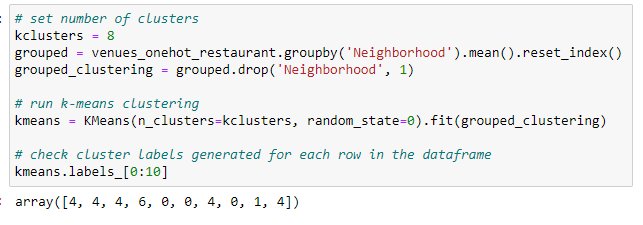 # set number of clusters
kclusters = 8
grouped = venues_onehot_restaurant.groupby('Neighborhood').mean().reset_index()
grouped_clustering = grouped.drop('Neighborhood', 1)
# run k-means clustering
kmeans = KMeans(n_clusters=kclusters, random_state=0).fit(grouped_clustering)
# check cluster labels generated for each row in the dataframe
kmeans.labels_[0:10]
array([4, 4, 4, 6, 0, 0, 4, 0, 1, 4])